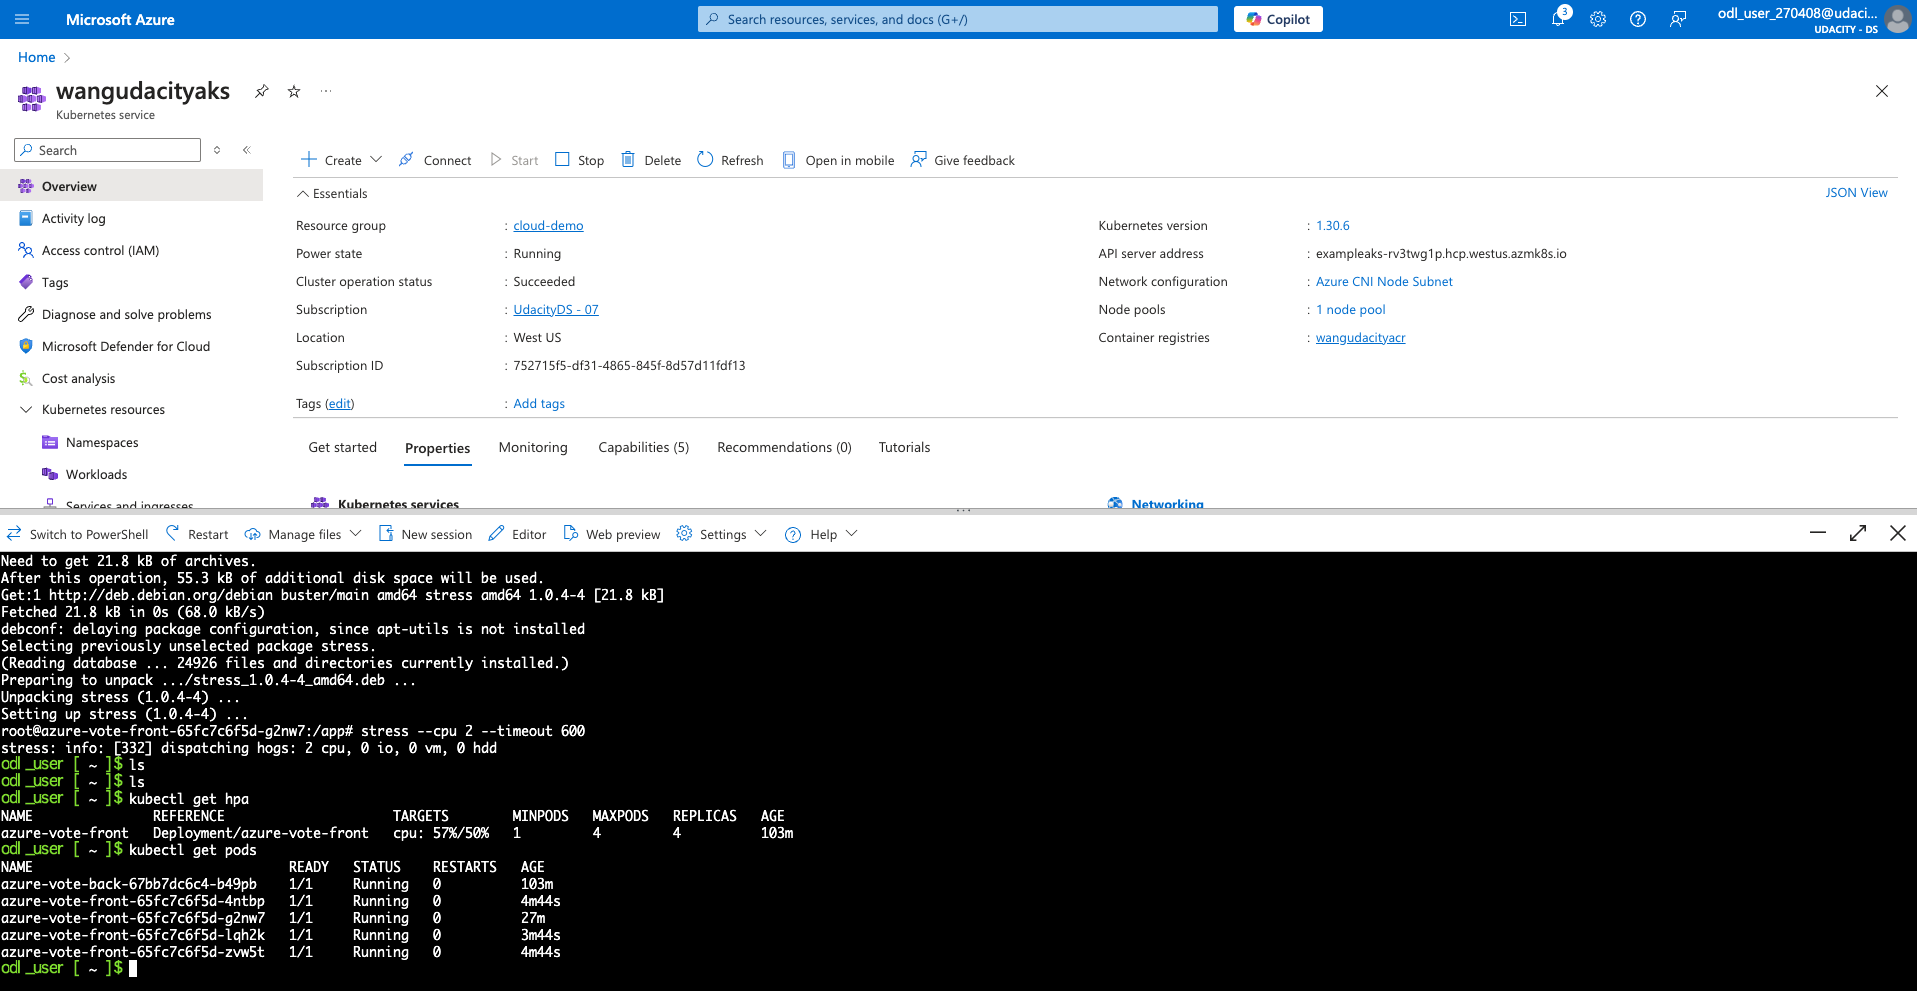 Microsoft Azure
Search resources, services, and docs (G+/)
Copilot
3
odl_user_270408@udaci...
UDACITY - DS
Home
wangudacityaks
Kubernetes service
Search
Create
Connect
Start
Stop
Delete
Refresh
Open in mobile
Give feedback
Overview
Activity log
Access control (IAM)
Tags
Diagnose and solve problems
Microsoft Defender for Cloud
Cost analysis
Kubernetes resources
Namespaces
Workloads
Services and ingresses
Essentials
JSON View
Resource group : cloud-demo
Power state : Running
Cluster operation status : Succeeded
Subscription : UdacityDS - 07
Location : West US
Subscription ID : 752715f5-df31-4865-845f-8d57d11fdf13
Tags (edit) : Add tags
Kubernetes version : 1.30.6
API server address : exampleaks-rv3twg1p.hcp.westus.azmk8s.io
Network configuration : Azure CNI Node Subnet
Node pools : 1 node pool
Container registries : wangudacityacr
Get started Properties Monitoring Capabilities (5) Recommendations (0) Tutorials
Kubernetes services
Networking
Switch to PowerShell Restart Manage files New session Editor Web preview Settings Help
Need to get 21.8 kB of archives.
After this operation, 55.3 kB of additional disk space will be used.
Get:1 http://deb.debian.org/debian buster/main amd64 stress amd64 1.0.4-4 [21.8 kB]
Fetched 21.8 kB in 0s (68.0 kB/s)
debconf: delaying package configuration, since apt-utils is not installed
Selecting previously unselected package stress.
(Reading database ... 24926 files and directories currently installed.)
Preparing to unpack .../stress_1.0.4-4_amd64.deb ...
Unpacking stress (1.0.4-4) ...
Setting up stress (1.0.4-4) ...
root@azure-vote-front-65fc7c6f5d-g2nw7:/app# stress --cpu 2 --timeout 600
stress: info: [332] dispatching hogs: 2 cpu, 0 io, 0 vm, 0 hdd
odl_user [ ~ ]$ ls
odl_user [ ~ ]$ ls
odl_user [ ~ ]$ kubectl get hpa
NAME REFERENCE TARGETS MINPODS MAXPODS REPLICAS AGE
azure-vote-front Deployment/azure-vote-front cpu: 57%/50% 1 4 4 103m
odl_user [ ~ ]$ kubectl get pods
NAME READY STATUS RESTARTS AGE
azure-vote-back-67bb7dc6c4-b49pb 1/1 Running 0 103m
azure-vote-front-65fc7c6f5d-4ntbp 1/1 Running 0 4m44s
azure-vote-front-65fc7c6f5d-g2nw7 1/1 Running 0 27m
azure-vote-front-65fc7c6f5d-lqh2k 1/1 Running 0 3m44s
azure-vote-front-65fc7c6f5d-zvw5t 1/1 Running 0 4m44s
odl_user [ ~ ]$